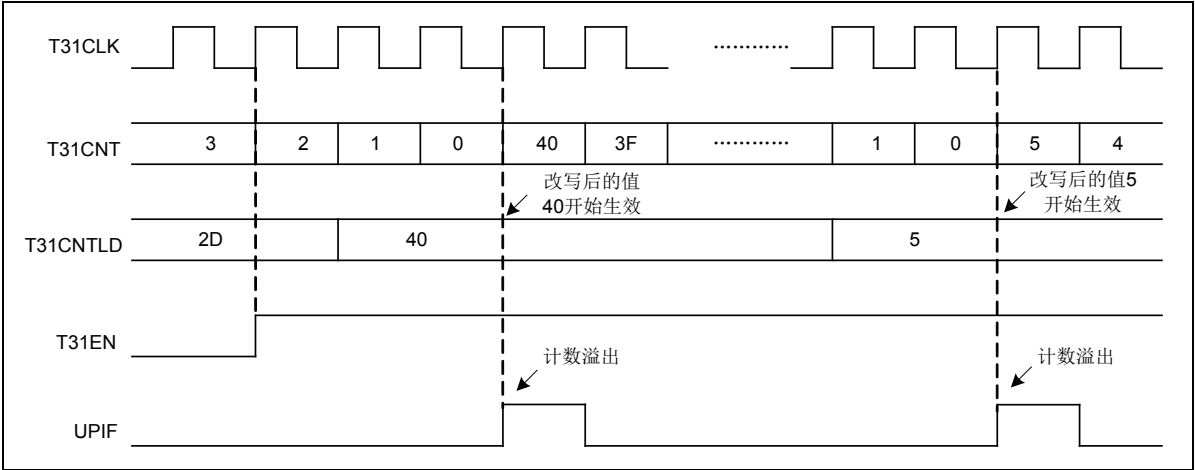 T31CLK
…………
T31CNT 3 2 1 0 40 3F ………… 1 0 5 4
改写后的值
40开始生效
改写后的值5
开始生效
T31CNTLD 2D 40 5
T31EN
计数溢出 计数溢出
UPIF